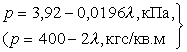 p = 3,92 – 0,0196λ, кПа,
(p = 400 – 2λ, кгс/кв.м